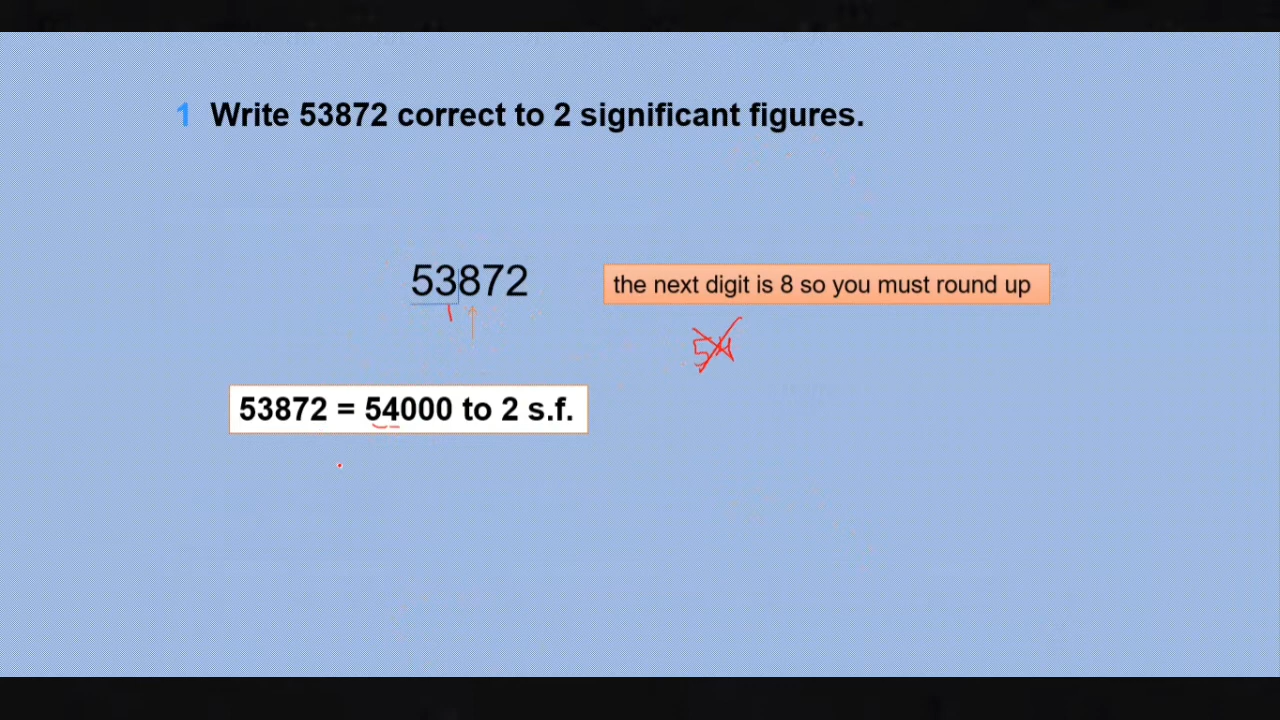 1 Write 53872 correct to 2 significant figures.
53872
the next digit is 8 so you must round up
54
53872 = 54000 to 2 s.f.